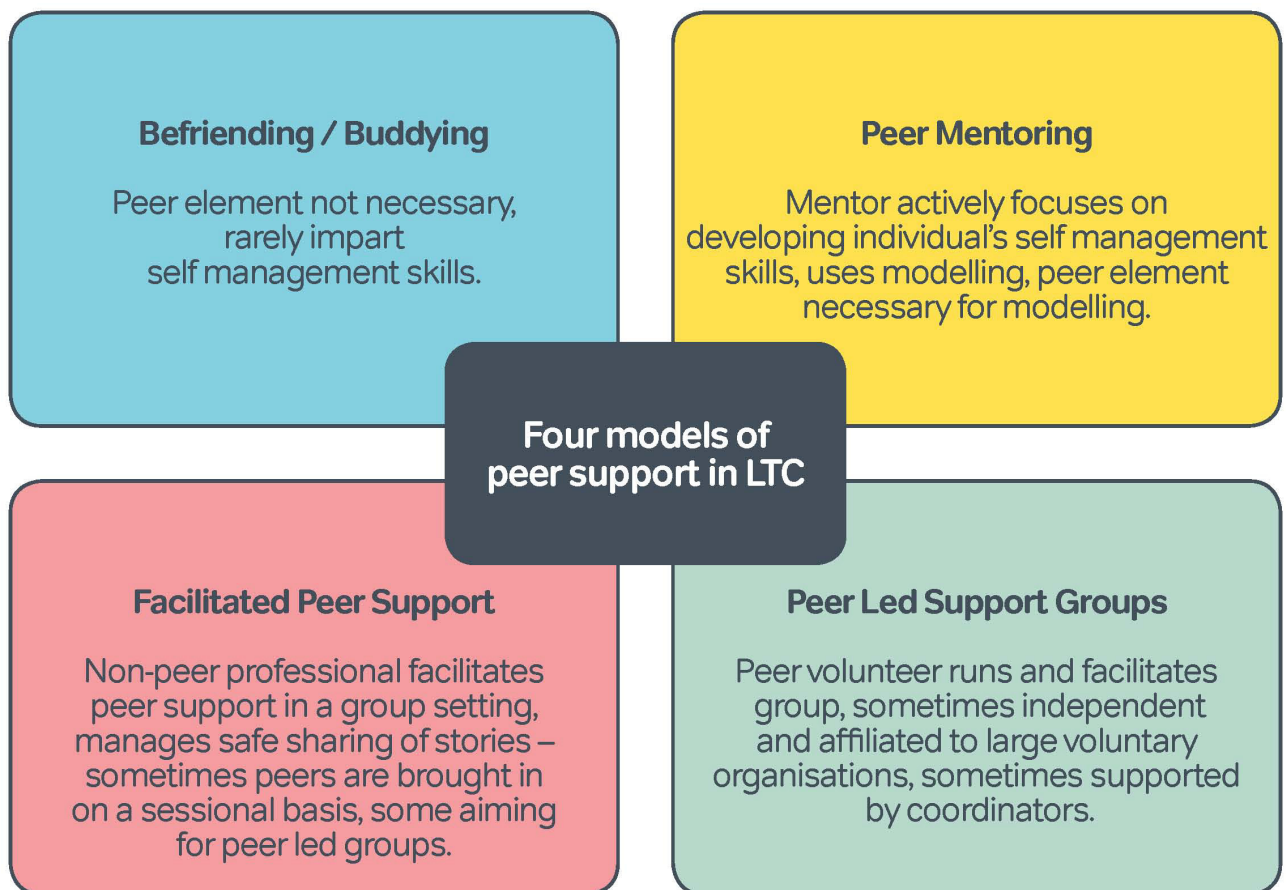 Befriending / Buddying
Peer element not necessary,
rarely impart
self management skills.
Peer Mentoring
Mentor actively focuses on
developing individual's self management
skills, uses modelling, peer element
necessary for modelling.
Four models of
peer support in LTC
Facilitated Peer Support
Non-peer professional facilitates
peer support in a group setting,
manages safe sharing of stories –
sometimes peers are brought in
on a sessional basis, some aiming
for peer led groups.
Peer Led Support Groups
Peer volunteer runs and facilitates
group, sometimes independent
and affiliated to large voluntary
organisations, sometimes supported
by coordinators.